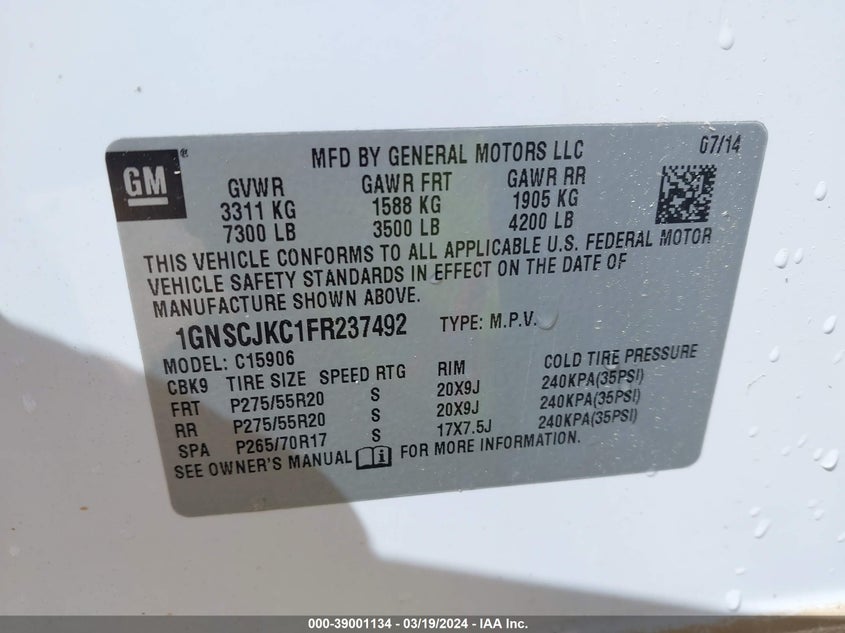 GM ®
MFD BY GENERAL MOTORS LLC 07/14
GVWR GAWR FRT GAWR RR
3311 KG 1588 KG 1905 KG
7300 LB 3500 LB 4200 LB
THIS VEHICLE CONFORMS TO ALL APPLICABLE U.S. FEDERAL MOTOR
VEHICLE SAFETY STANDARDS IN EFFECT ON THE DATE OF
MANUFACTURE SHOWN ABOVE.
1GNSCJKC1FR237492 TYPE: M.P.V.
MODEL: C15906
CBK9 TIRE SIZE SPEED RTG RIM COLD TIRE PRESSURE
FRT P275/55R20 S 20X9J 240KPA(35PSI)
RR P275/55R20 S 20X9J 240KPA(35PSI)
SPA P265/70R17 S 17X7.5J 240KPA(35PSI)
SEE OWNER'S MANUAL FOR MORE INFORMATION.
000-39001134 - 03/19/2024 - IAA Inc.